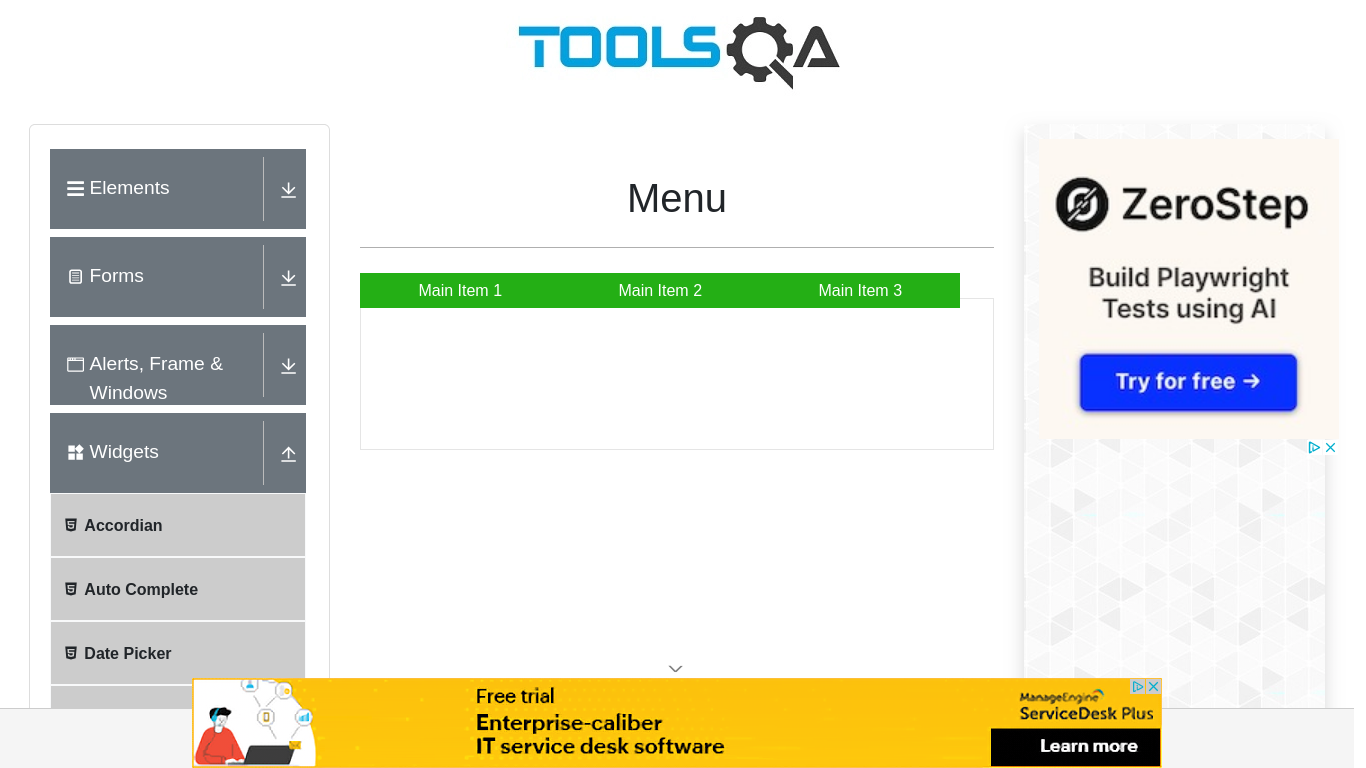 TOOLSQA
Elements
Forms
Alerts, Frame &
Windows
Widgets
Accordian
Auto Complete
Date Picker
Menu
Main Item 1
Main Item 2
Main Item 3
ZeroStep
Build Playwright
Tests using AI
Try for free →
Free trial
Enterprise-caliber
IT service desk software
ManageEngine
ServiceDesk Plus
Learn more